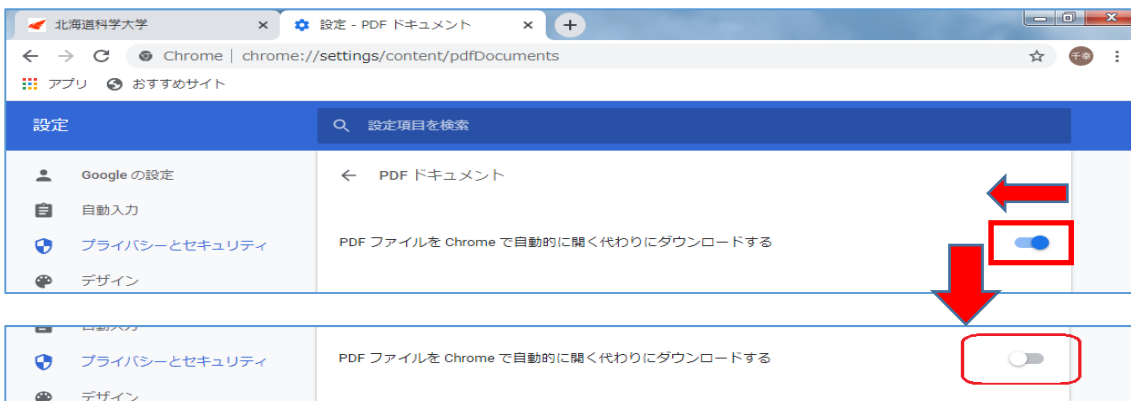 北海道科学大学
設定 - PDF ドキュメント
Chrome | chrome://settings/content/pdfDocuments
千幸
アプリ おすすめサイト
設定
設定項目を検索
Google の設定
PDF ドキュメント
自動入力
プライバシーとセキュリティ
PDF ファイルを Chrome で自動的に開く代わりにダウンロードする
デザイン
自動入力
プライバシーとセキュリティ
PDF ファイルを Chrome で自動的に開く代わりにダウンロードする
デザイン